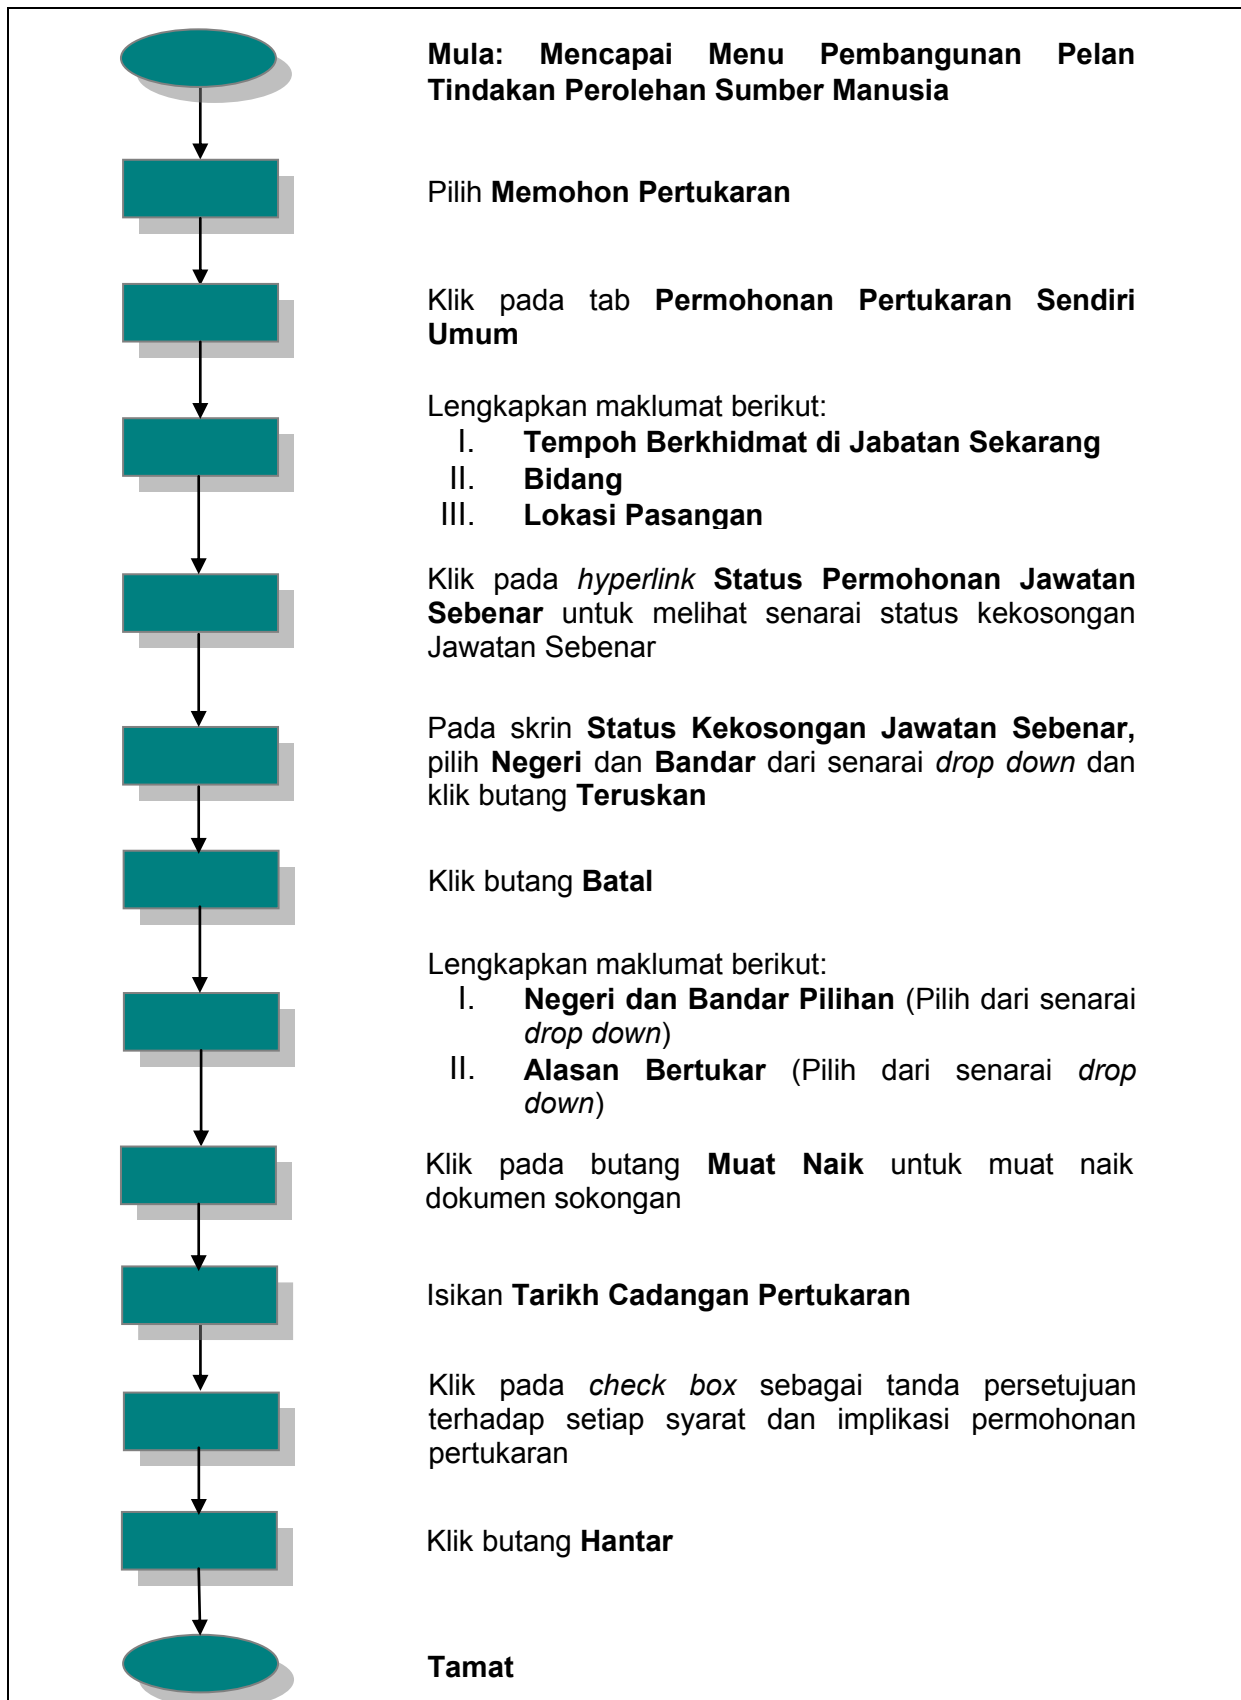 Mula: Mencapai Menu Pembangunan Pelan
Tindakan Perolehan Sumber Manusia
Pilih Memohon Pertukaran
Klik pada tab Permohonan Pertukaran Sendiri
Umum
Lengkapkan maklumat berikut:
I. Tempoh Berkhidmat di Jabatan Sekarang
II. Bidang
III. Lokasi Pasangan
Klik pada hyperlink Status Permohonan Jawatan
Sebenar untuk melihat senarai status kekosongan
Jawatan Sebenar
Pada skrin Status Kekosongan Jawatan Sebenar,
pilih Negeri dan Bandar dari senarai drop down dan
klik butang Teruskan
Klik butang Batal
Lengkapkan maklumat berikut:
I. Negeri dan Bandar Pilihan (Pilih dari senarai
drop down)
II. Alasan Bertukar (Pilih dari senarai drop
down)
Klik pada butang Muat Naik untuk muat naik
dokumen sokongan
Isikan Tarikh Cadangan Pertukaran
Klik pada check box sebagai tanda persetujuan
terhadap setiap syarat dan implikasi permohonan
pertukaran
Klik butang Hantar
Tamat